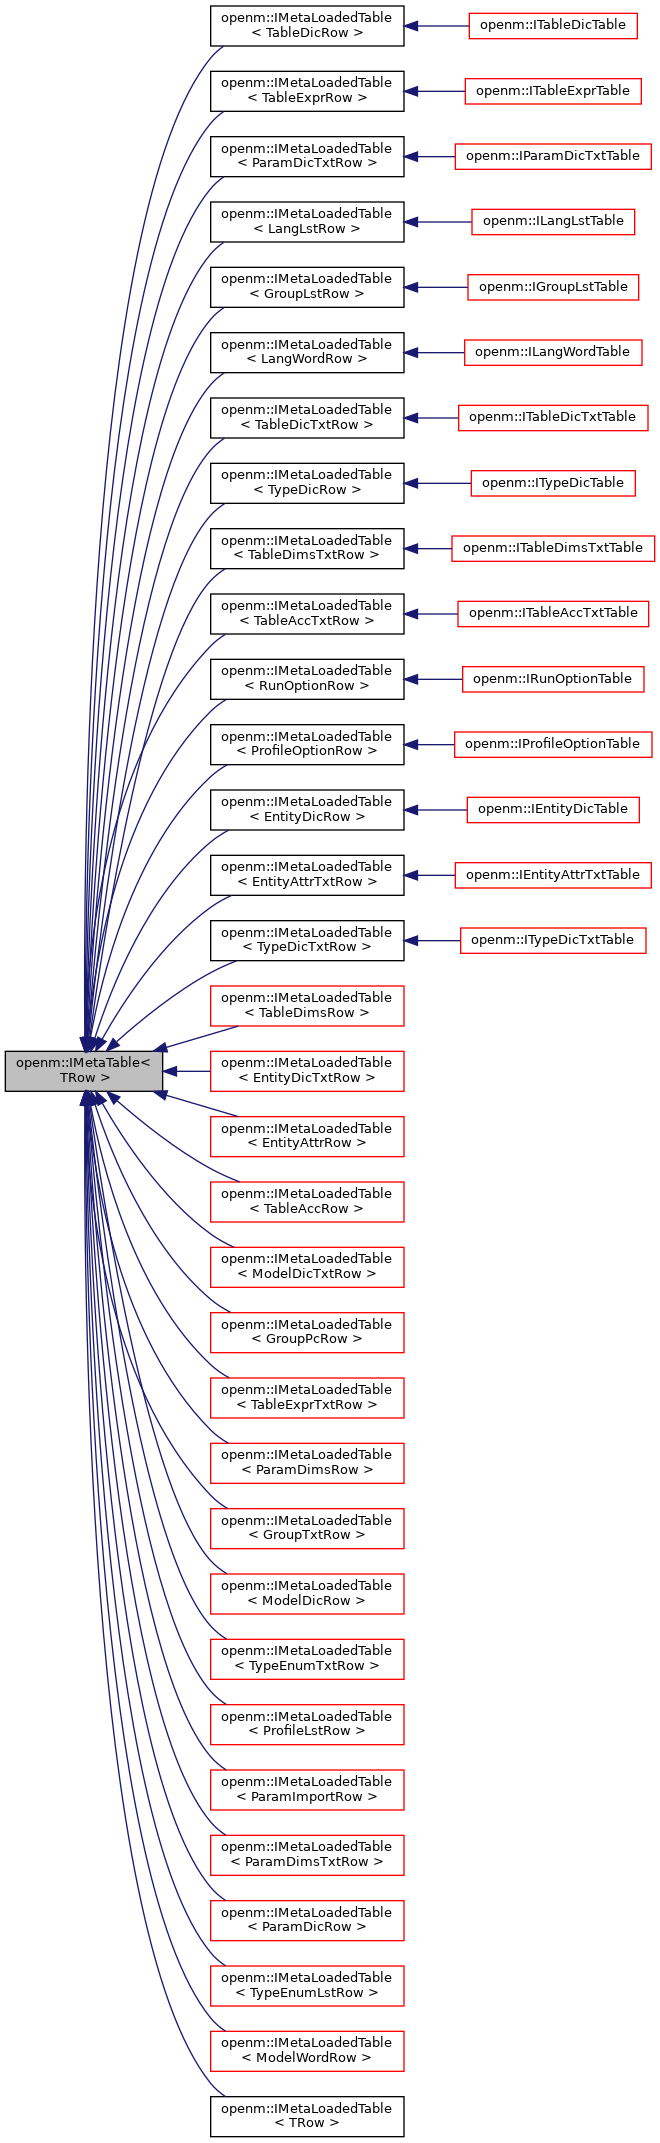 openm::IMetaLoadedTable
< TableDicRow >
openm::ITableDicTable
openm::IMetaLoadedTable
< TableExprRow >
openm::ITableExprTable
openm::IMetaLoadedTable
< ParamDicTxtRow >
openm::IParamDicTxtTable
openm::IMetaLoadedTable
< LangLstRow >
openm::ILangLstTable
openm::IMetaLoadedTable
< GroupLstRow >
openm::IGroupLstTable
openm::IMetaLoadedTable
< LangWordRow >
openm::ILangWordTable
openm::IMetaLoadedTable
< TableDicTxtRow >
openm::ITableDicTxtTable
openm::IMetaLoadedTable
< TypeDicRow >
openm::ITypeDicTable
openm::IMetaLoadedTable
< TableDimsTxtRow >
openm::ITableDimsTxtTable
openm::IMetaLoadedTable
< TableAccTxtRow >
openm::ITableAccTxtTable
openm::IMetaLoadedTable
< RunOptionRow >
openm::IRunOptionTable
openm::IMetaLoadedTable
< ProfileOptionRow >
openm::IProfileOptionTable
openm::IMetaLoadedTable
< EntityDicRow >
openm::IEntityDicTable
openm::IMetaLoadedTable
< EntityAttrTxtRow >
openm::IEntityAttrTxtTable
openm::IMetaLoadedTable
< TypeDicTxtRow >
openm::ITypeDicTxtTable
openm::IMetaLoadedTable
< TableDimsRow >
openm::IMetaTable<
TRow >
openm::IMetaLoadedTable
< EntityDicTxtRow >
openm::IMetaLoadedTable
< EntityAttrRow >
openm::IMetaLoadedTable
< TableAccRow >
openm::IMetaLoadedTable
< ModelDicTxtRow >
openm::IMetaLoadedTable
< GroupPcRow >
openm::IMetaLoadedTable
< TableExprTxtRow >
openm::IMetaLoadedTable
< ParamDimsRow >
openm::IMetaLoadedTable
< GroupTxtRow >
openm::IMetaLoadedTable
< ModelDicRow >
openm::IMetaLoadedTable
< TypeEnumTxtRow >
openm::IMetaLoadedTable
< ProfileLstRow >
openm::IMetaLoadedTable
< ParamImportRow >
openm::IMetaLoadedTable
< ParamDimsTxtRow >
openm::IMetaLoadedTable
< ParamDicRow >
openm::IMetaLoadedTable
< TypeEnumLstRow >
openm::IMetaLoadedTable
< ModelWordRow >
openm::IMetaLoadedTable
< TRow >